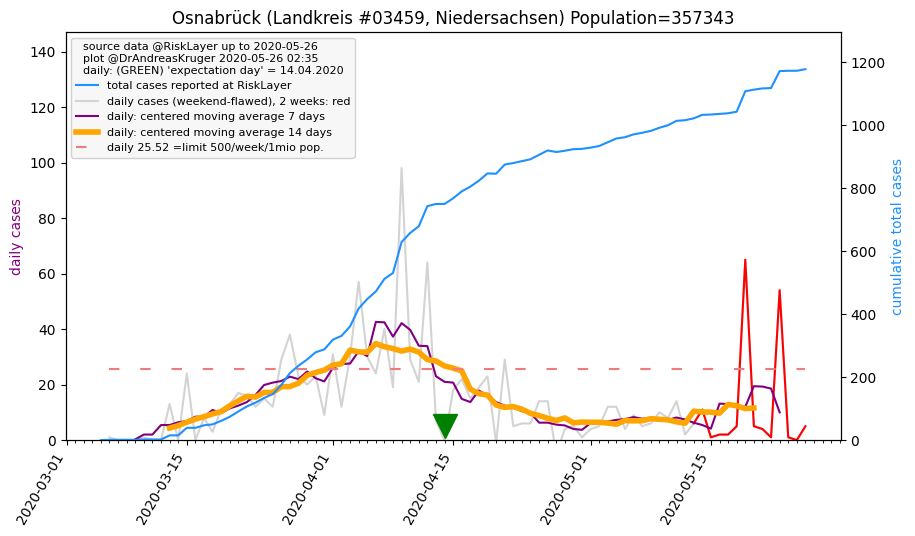 Osnabrück (Landkreis #03459, Niedersachsen) Population=357343
source data @RiskLayer up to 2020-05-26
plot @DrAndreasKruger 2020-05-26 02:35
daily: (GREEN) 'expectation day' = 14.04.2020
total cases reported at RiskLayer
daily cases (weekend-flawed), 2 weeks: red
daily: centered moving average 7 days
daily: centered moving average 14 days
daily 25.52 =limit 500/week/1mio pop.
daily cases
140
120
100
80
60
40
20
0
1200
1000
800
600
400
200
0
cumulative total cases
2020-03-01
2020-03-15
2020-04-01
2020-04-15
2020-05-01
2020-05-15